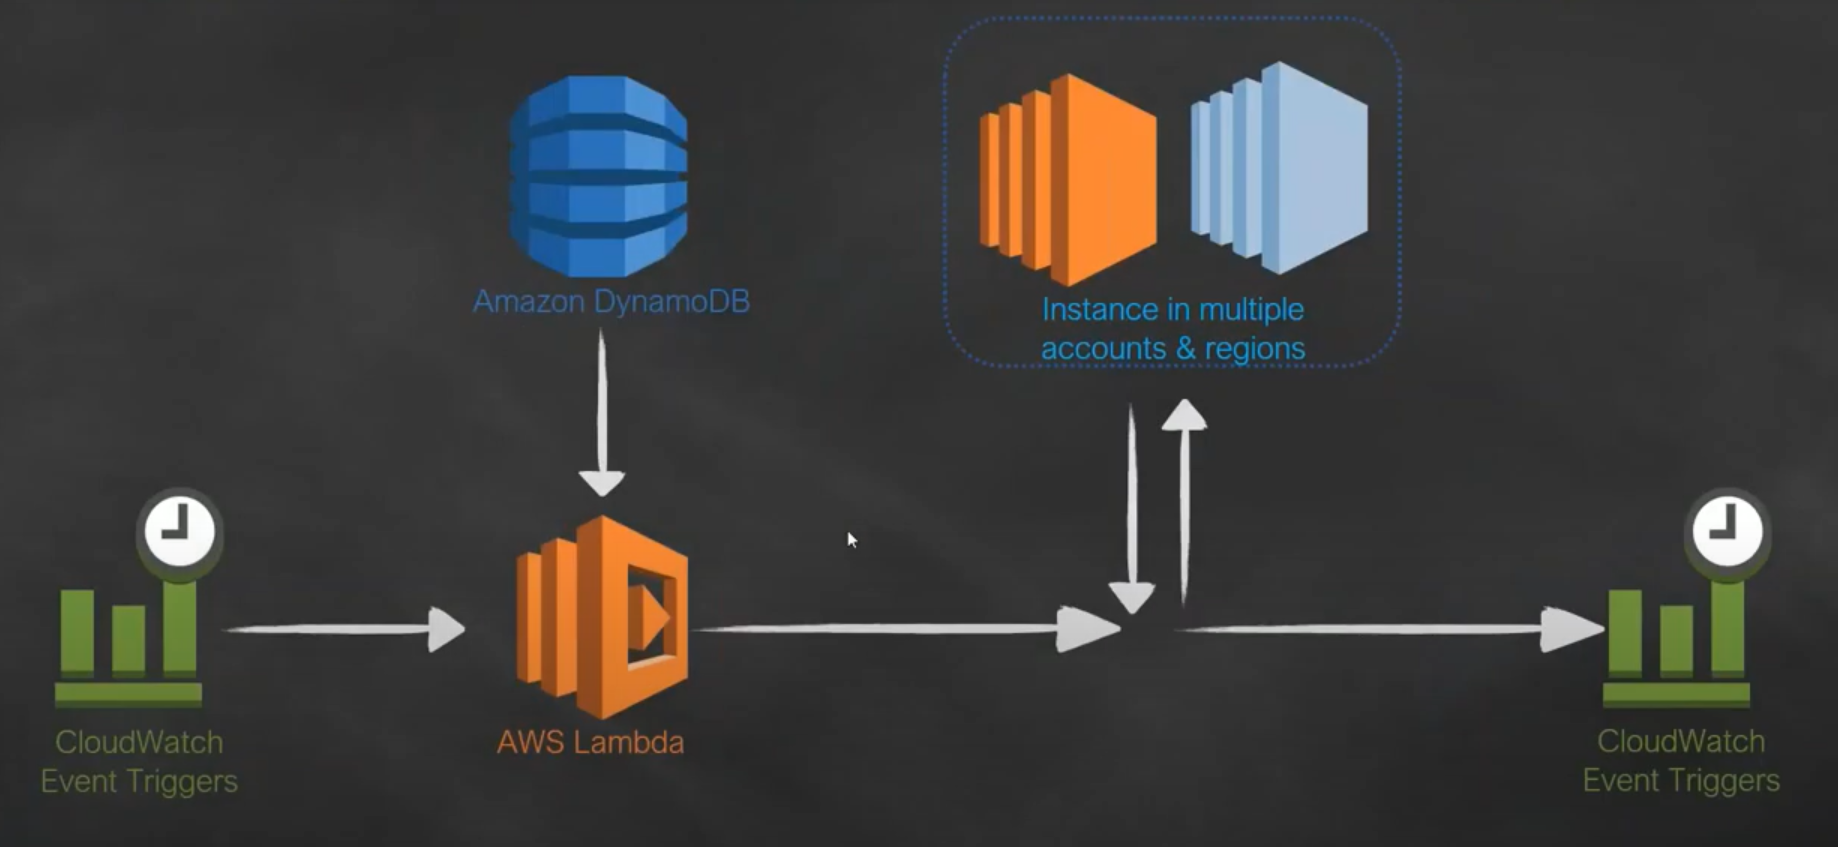 Amazon DynamoDB
Instance in multiple
accounts & regions
CloudWatch
Event Triggers
AWS Lambda
CloudWatch
Event Triggers